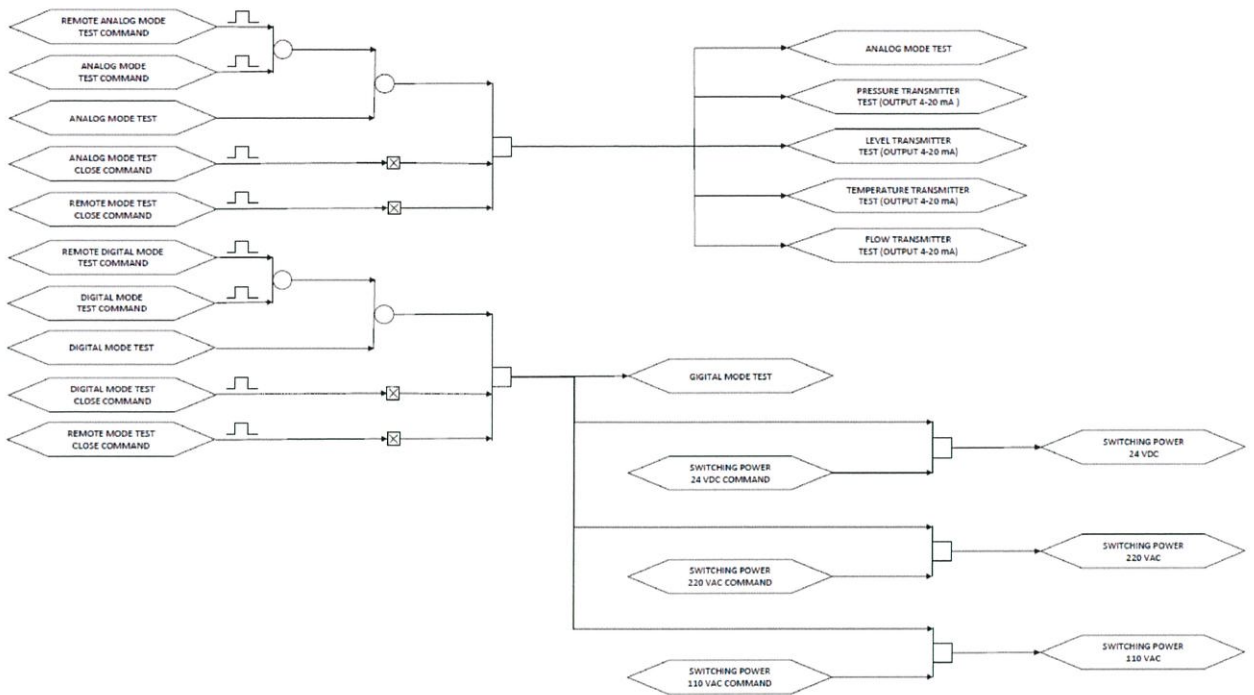 REMOTE ANALOG MODE
TEST COMMAND
ANALOG MODE
TEST COMMAND
ANALOG MODE TEST
ANALOG MODE TEST
CLOSE COMMAND
REMOTE MODE TEST
CLOSE COMMAND
ANALOG MODE TEST
PRESSURE TRANSMITTER
TEST (OUTPUT 4-20 mA )
LEVEL TRANSMITTER
TEST (OUTPUT 4-20 mA)
TEMPERATURE TRANSMITTER
TEST (OUTPUT 4-20 mA)
FLOW TRANSMITTER
TEST (OUTPUT 4-20 mA)
REMOTE DIGITAL MODE
TEST COMMAND
DIGITAL MODE
TEST COMMAND
DIGITAL MODE TEST
DIGITAL MODE TEST
CLOSE COMMAND
REMOTE MODE TEST
CLOSE COMMAND
GIGITAL MODE TEST
SWITCHING POWER
24 VDC COMMAND
SWITCHING POWER
24 VDC
SWITCHING POWER
220 VAC COMMAND
SWITCHING POWER
220 VAC
SWITCHING POWER
110 VAC COMMAND
SWITCHING POWER
110 VAC